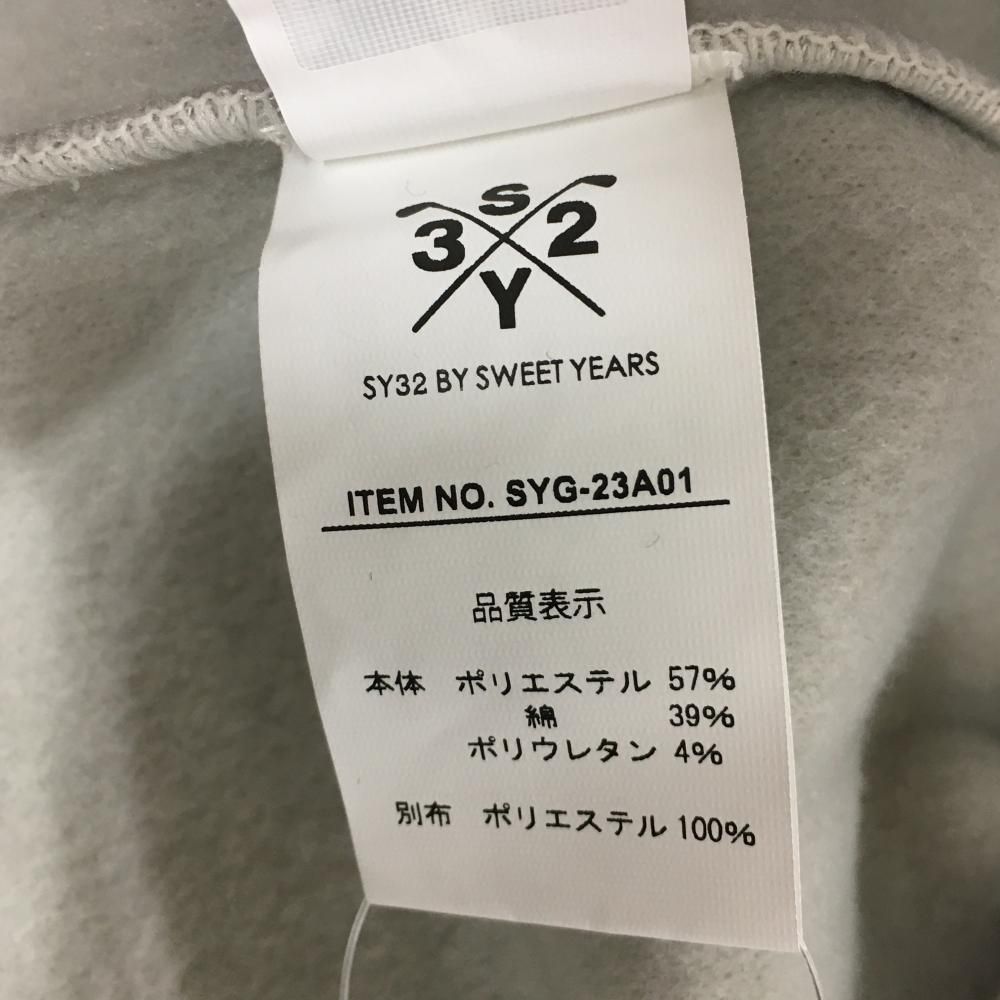 S
3 2
Y
SY32 BY SWEET YEARS
ITEM NO. SYG-23A01
品質表示
本体 ポリエステル 57%
綿 39%
ポリウレタン 4%
別布 ポリエステル 100%